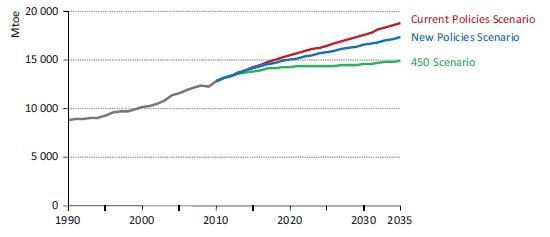 Mtoe
20 000
15 000
10 000
5 000
0
1990 2000 2010 2020 2030 2035
Current Policies Scenario
New Policies Scenario
450 Scenario